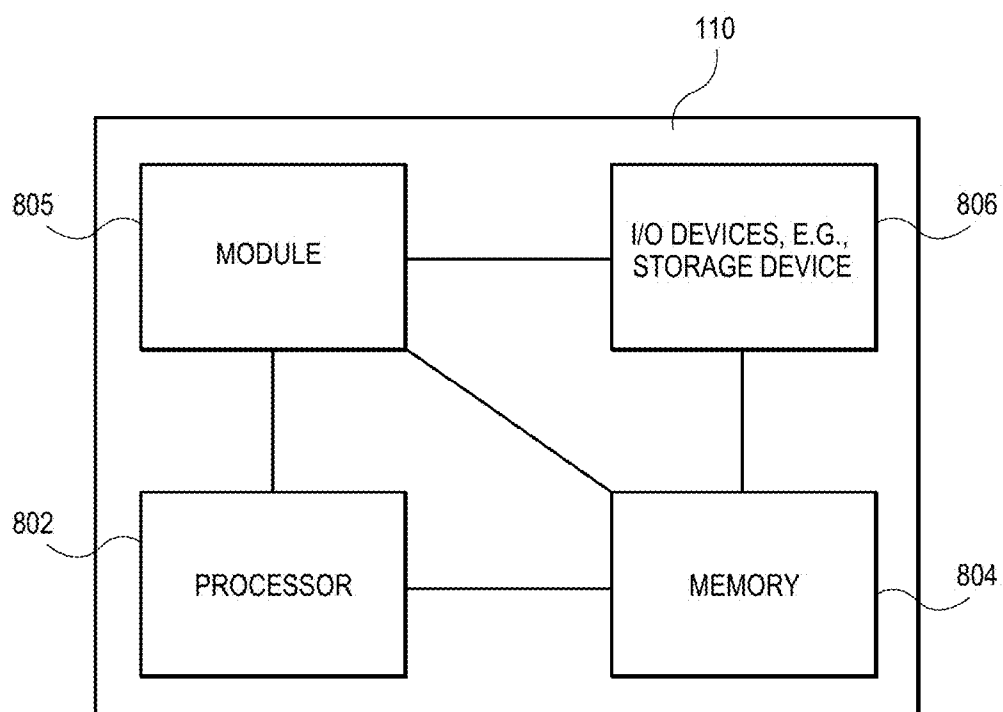 110
805
MODULE
I/O DEVICES, E.G.,
STORAGE DEVICE
806
802
PROCESSOR
MEMORY
804